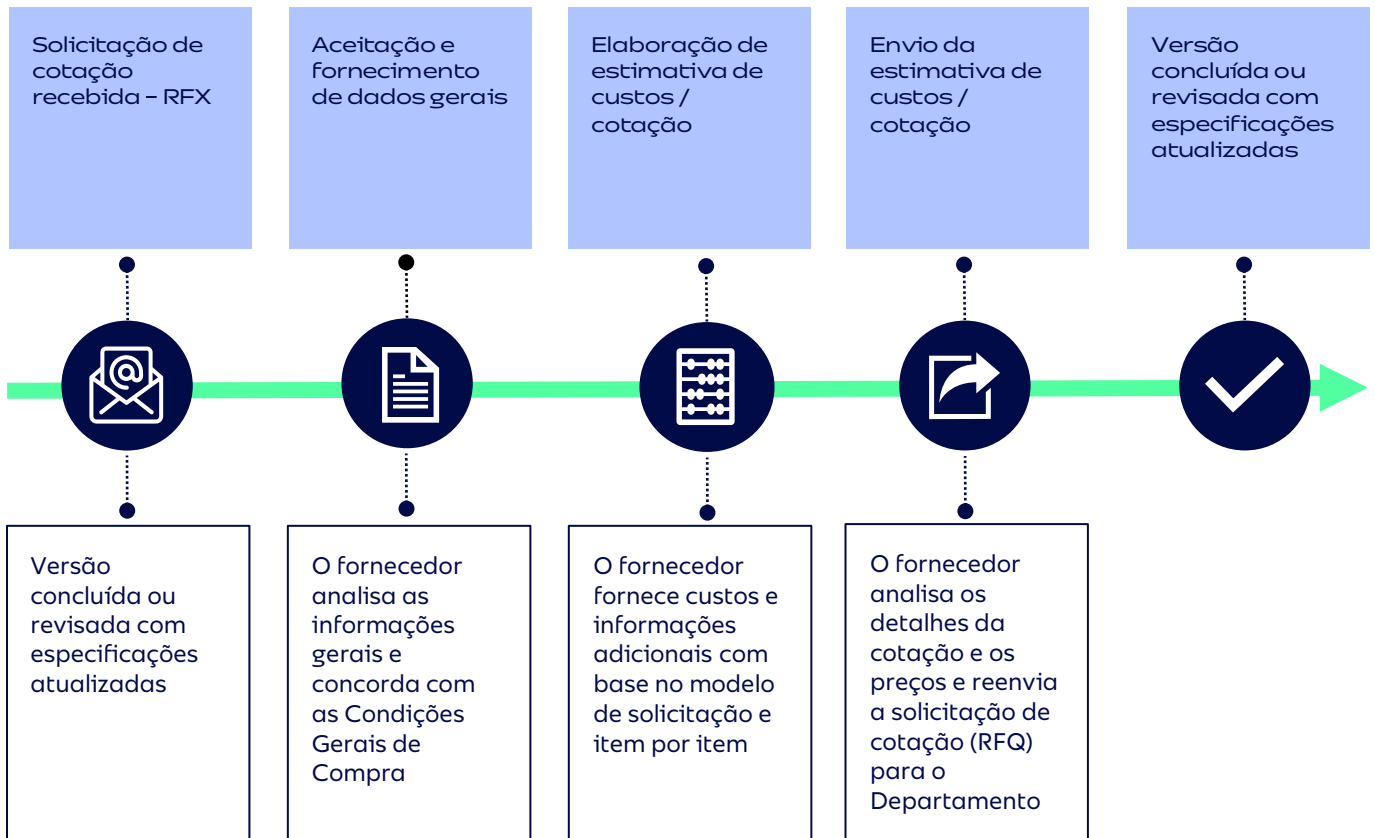 Solicitação de
cotação
recebida – RFX
Aceitação e
fornecimento
de dados gerais
Elaboração de
estimativa de
custos /
cotação
Envio da
estimativa de
custos /
cotação
Versão
concluída ou
revisada com
especificações
atualizadas
Versão
concluída ou
revisada com
especificações
atualizadas
O fornecedor
analisa as
informações
gerais e
concorda com
as Condições
Gerais de
Compra
O fornecedor
fornece custos e
informações
adicionais com
base no modelo
de solicitação e
item por item
O fornecedor
analisa os
detalhes da
cotação e os
preços e reenvia
a solicitação de
cotação (RFQ)
para o
Departamento